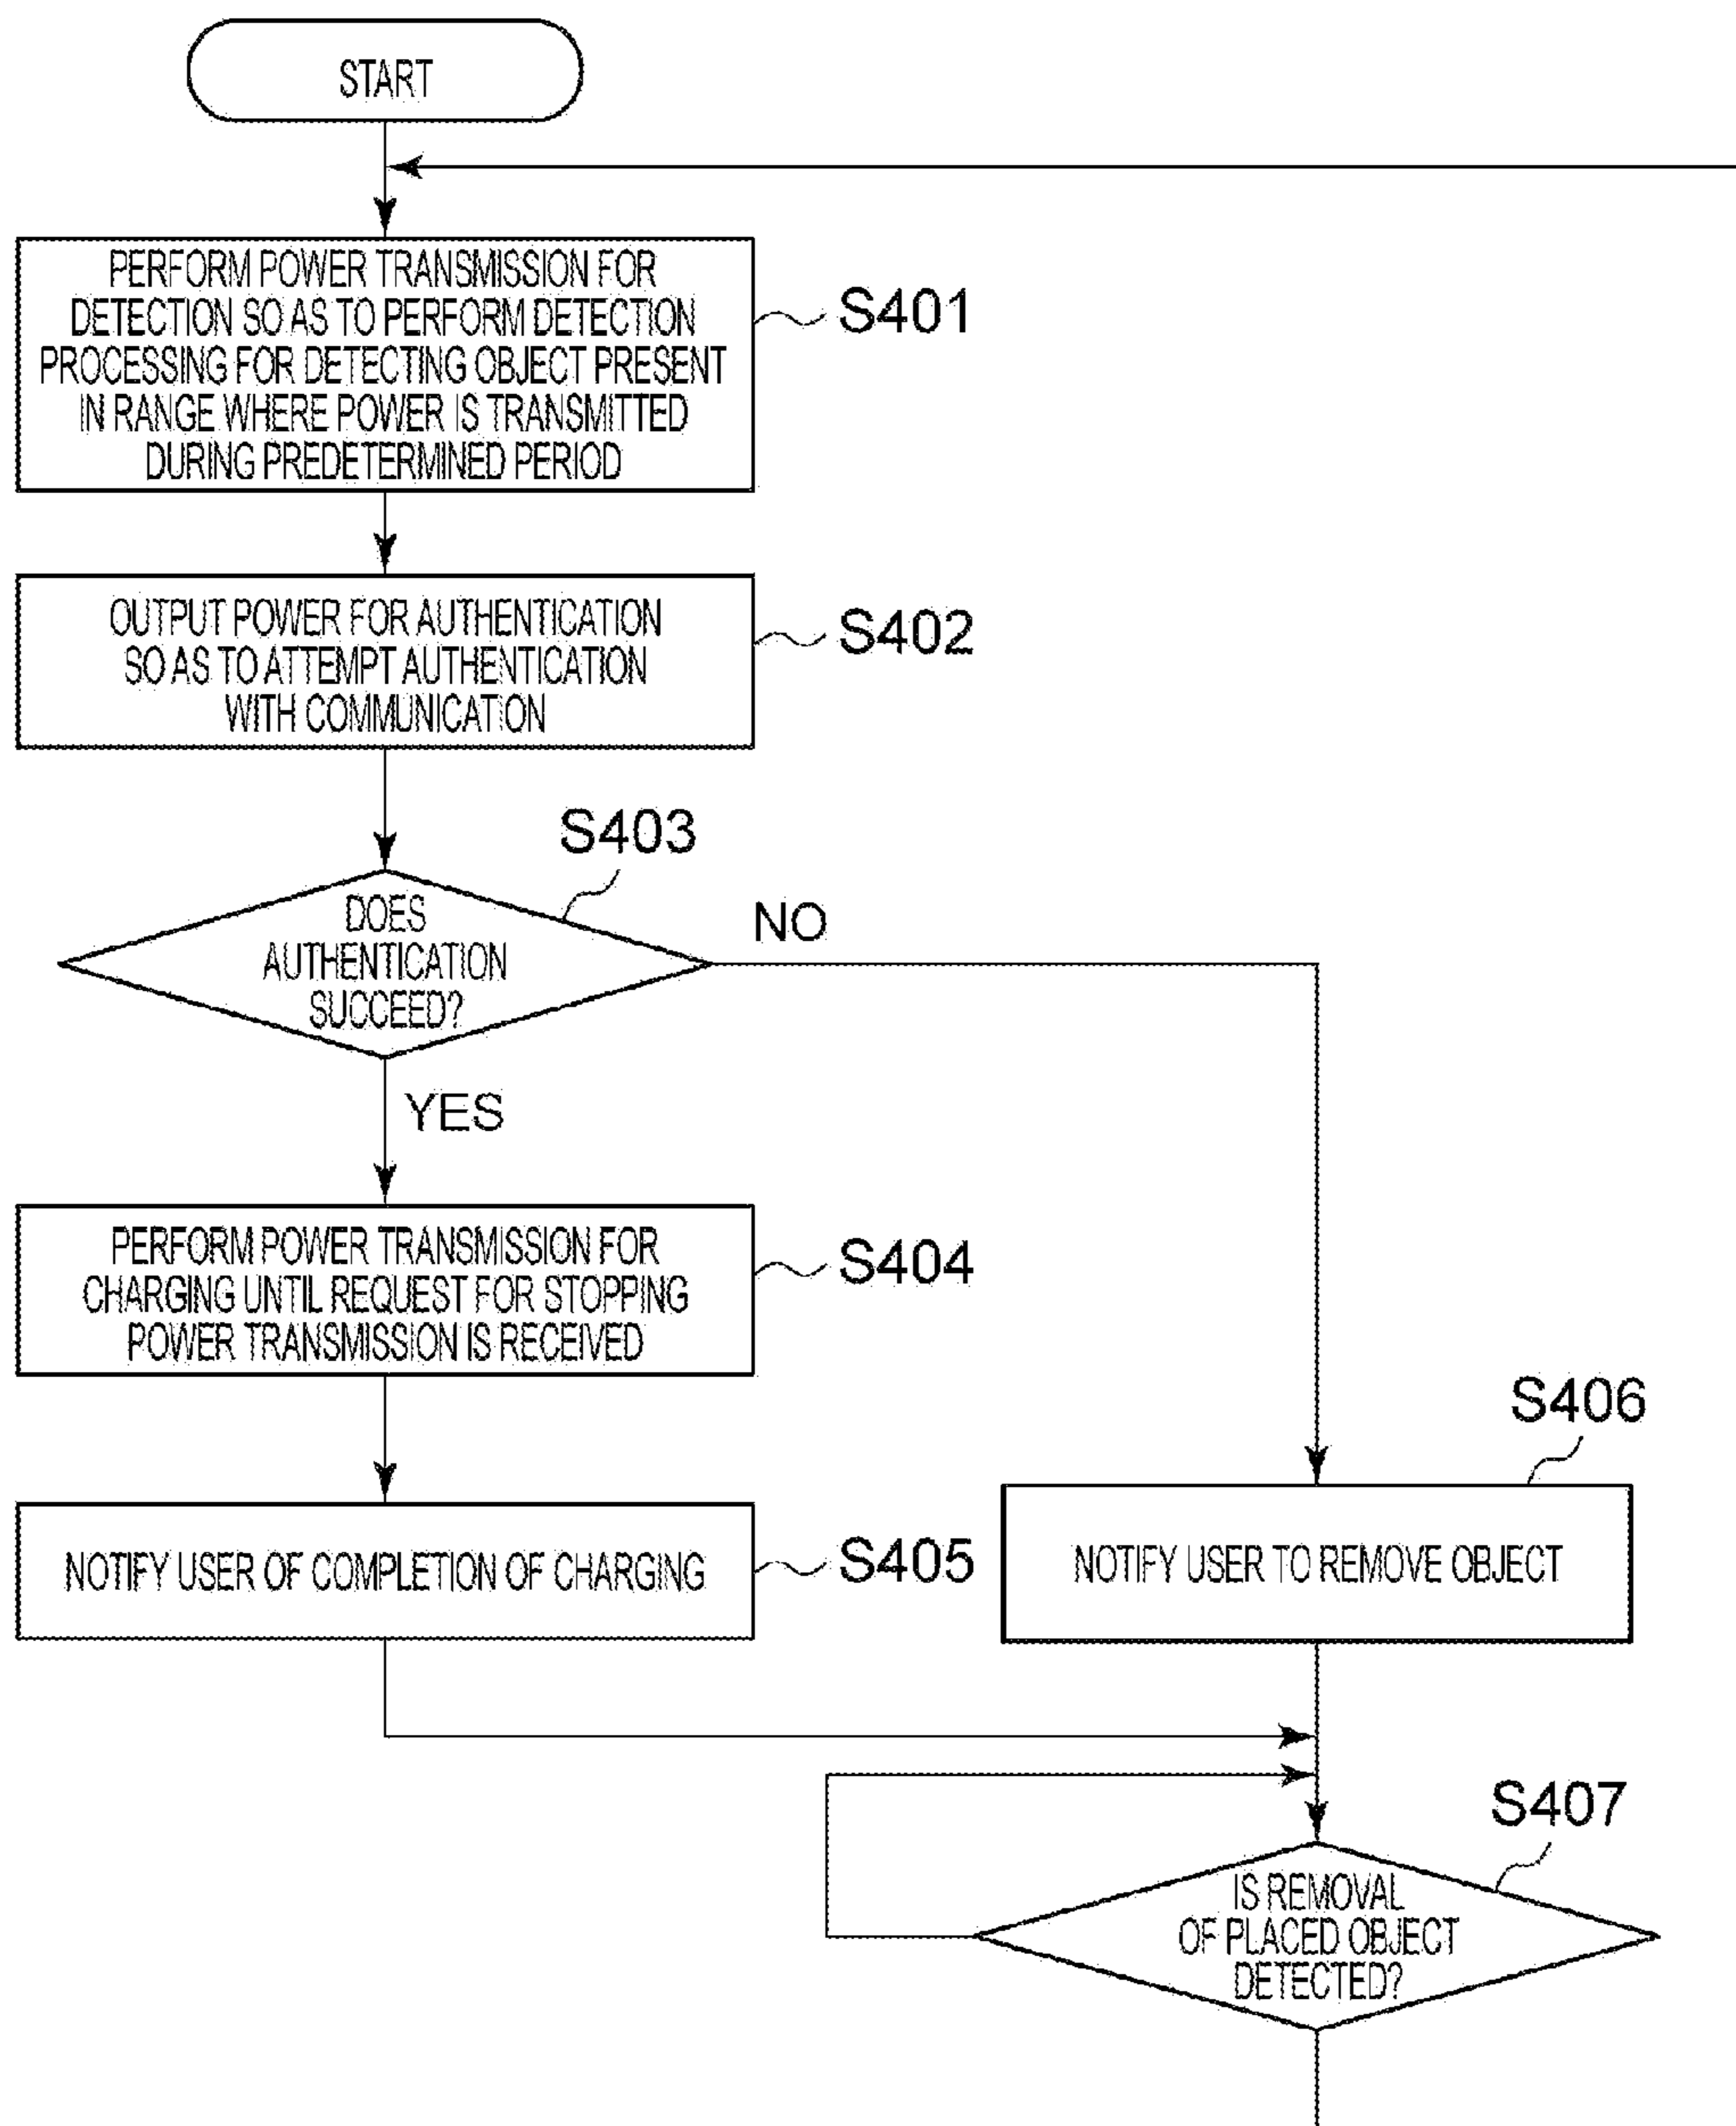 START
PERFORM POWER TRANSMISSION FOR
DETECTION SO AS TO PERFORM DETECTION
PROCESSING FOR DETECTING OBJECT PRESENT
IN RANGE WHERE POWER IS TRANSMITTED
DURING PREDETERMINED PERIOD
S401
OUTPUT POWER FOR AUTHENTICATION
SO AS TO ATTEMPT AUTHENTICATION
WITH COMMUNICATION
S402
S403
DOES
AUTHENTICATION
SUCCEED?
NO
YES
PERFORM POWER TRANSMISSION FOR
CHARGING UNTIL REQUEST FOR STOPPING
POWER TRANSMISSION IS RECEIVED
S404
NOTIFY USER OF COMPLETION OF CHARGING
S405
S406
NOTIFY USER TO REMOVE OBJECT
S407
IS REMOVAL
OF PLACED OBJECT
DETECTED?